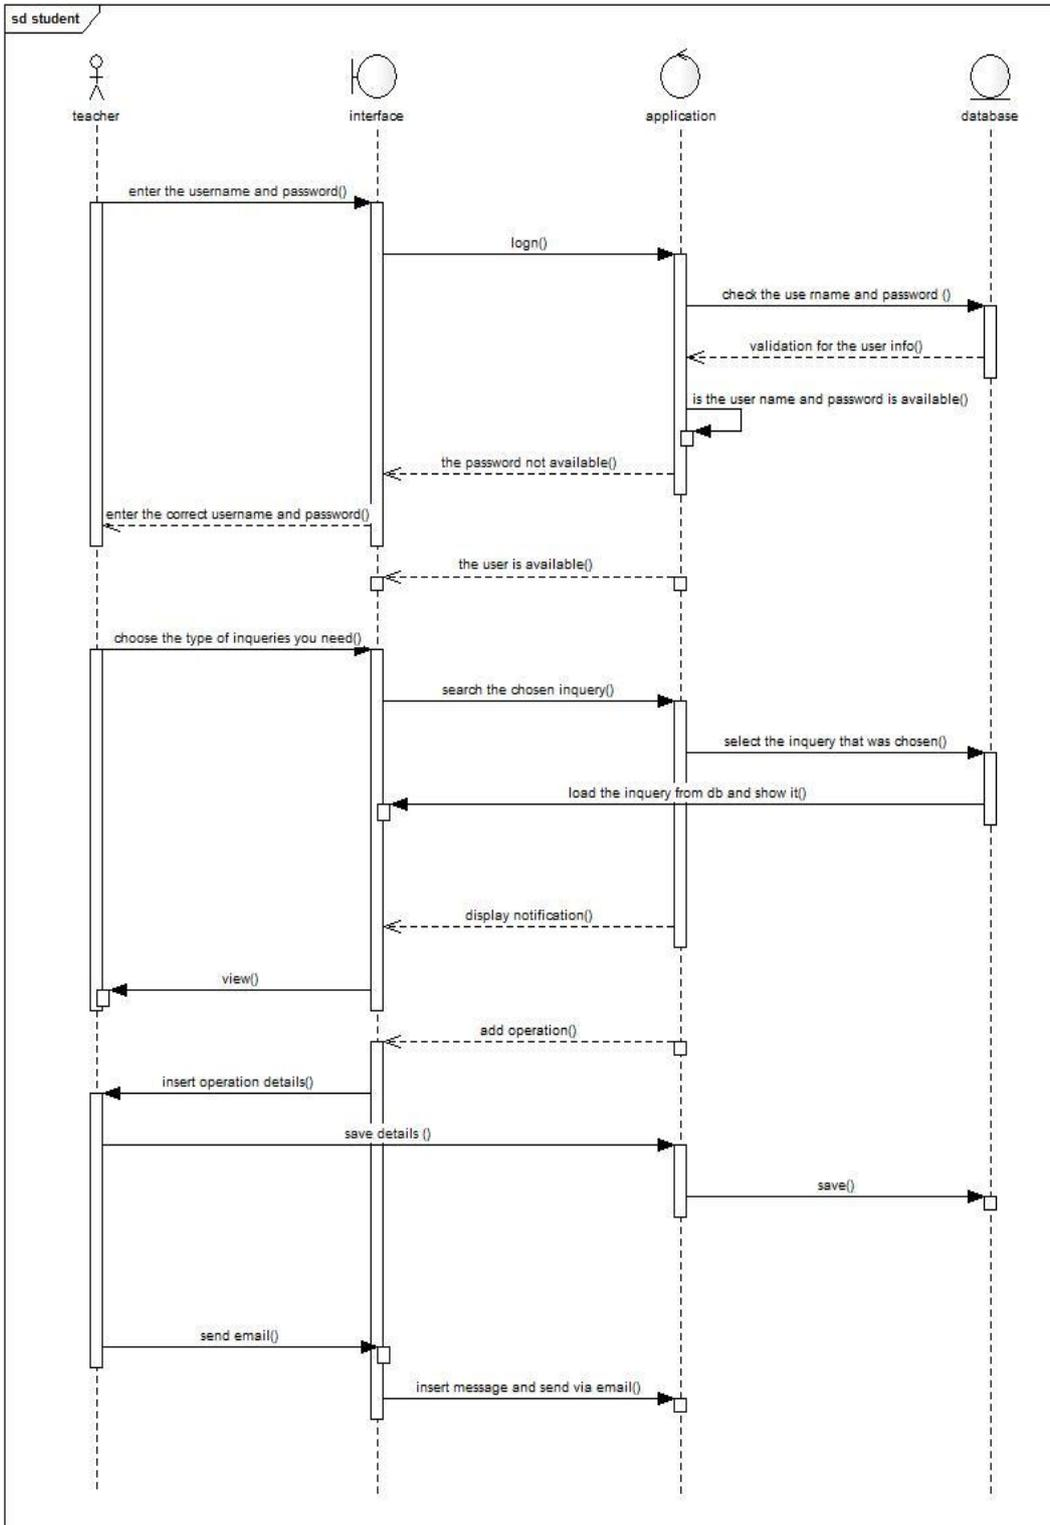 sd student
teacher
interface
application
database
enter the username and password()
logn()
check the use rname and password ()
validation for the user info()
is the user name and password is available()
the password not available()
enter the correct username and password()
the user is available()
choose the type of inqueries you need()
search the chosen inquery()
select the inquery that was chosen()
load the inquery from db and show it()
display notification()
view()
add operation()
insert operation details()
save details ()
save()
send email()
insert message and send via email()